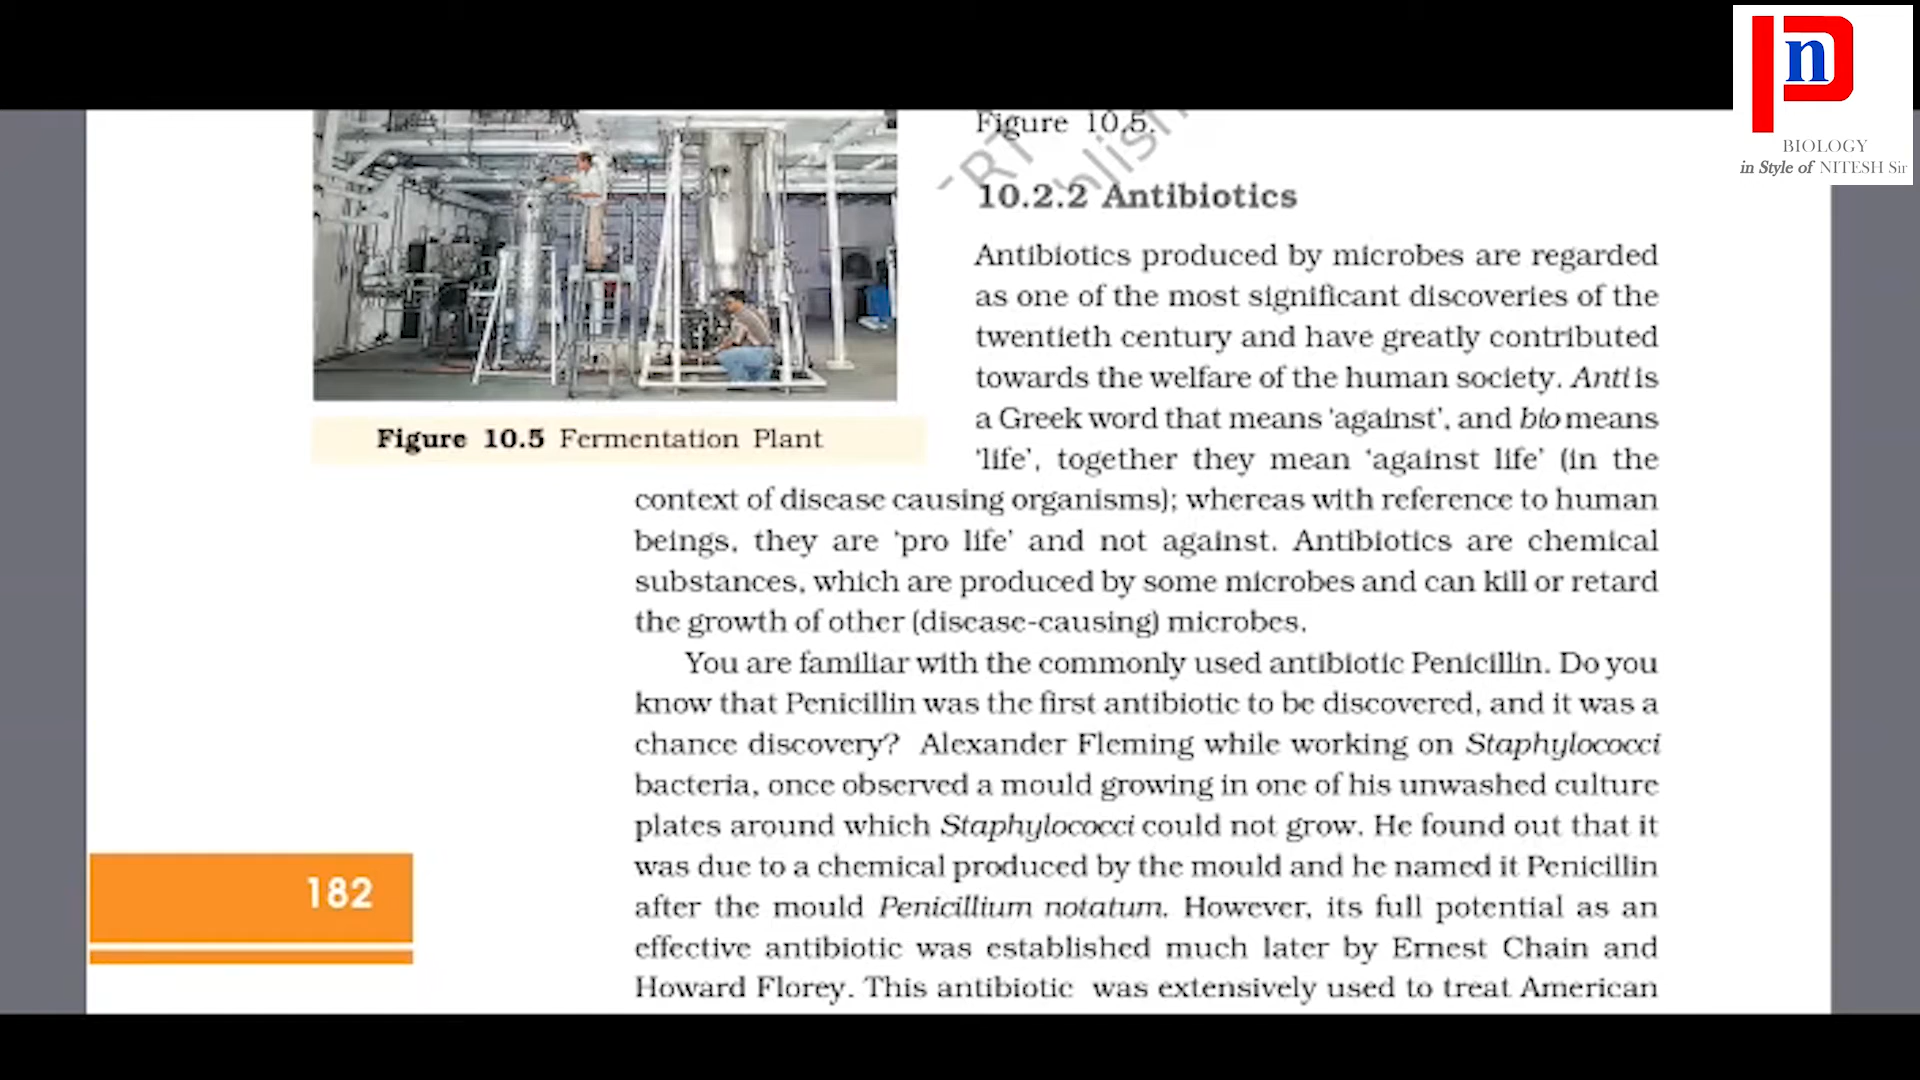 Pn
BIOLOGY
in Style of NITESH Sir
Figure 10.5.
10.2.2 Antibiotics
Antibiotics produced by microbes are regarded
as one of the most significant discoveries of the
twentieth century and have greatly contributed
towards the welfare of the human society. Anti is
a Greek word that means ‘against’, and bio means
‘life’, together they mean ‘against life’ (in the
context of disease causing organisms); whereas with reference to human
beings, they are ‘pro life’ and not against. Antibiotics are chemical
substances, which are produced by some microbes and can kill or retard
the growth of other (disease-causing) microbes.
You are familiar with the commonly used antibiotic Penicillin. Do you
know that Penicillin was the first antibiotic to be discovered, and it was a
chance discovery? Alexander Fleming while working on Staphylococci
bacteria, once observed a mould growing in one of his unwashed culture
plates around which Staphylococci could not grow. He found out that it
was due to a chemical produced by the mould and he named it Penicillin
after the mould Penicillium notatum. However, its full potential as an
effective antibiotic was established much later by Ernest Chain and
Howard Florey. This antibiotic was extensively used to treat American
Figure 10.5 Fermentation Plant
182